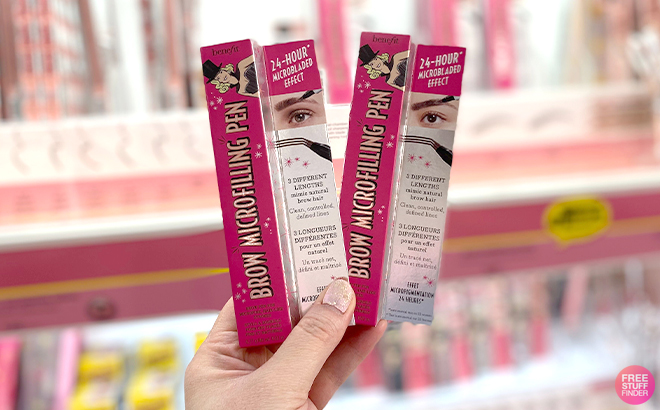 benefit
24-HOUR*
MICROBLADED
EFFECT
BROW MICROFILLING PEN
3 DIFFERENT
LENGTHS
mimic natural
brow hair
Clean, controlled,
defined lines
3 LONGUEURS
DIFFÉRENTES
pour un effet
naturel
Un tracé net,
défini et maîtrisé
benefit
24-HOUR*
MICROBLADED
EFFECT
BROW MICROFILLING PEN
3 DIFFERENT
LENGTHS
mimic natural
brow hair
Clean, controlled,
defined lines
3 LONGUEURS
DIFFÉRENTES
pour un effet
naturel
Un tracé net,
défini et maîtrisé
EFFET
MICROPIGMENTATION
24 HEURES*
FREE
STUFF
FINDER